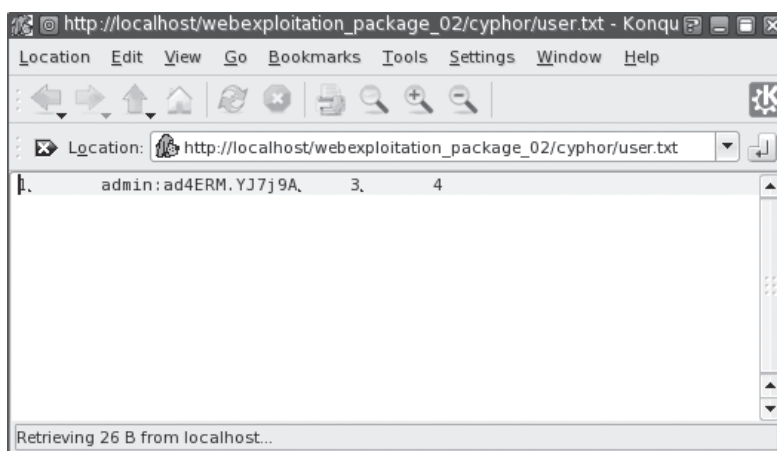 http://localhost/webexploitation_package_02/cyphor/user.txt - Konqu
Location Edit View Go Bookmarks Tools Settings Window Help
Location: http://localhost/webexploitation_package_02/cyphor/user.txt
1, admin:ad4ERM.YJ7j9A, 3, 4
Retrieving 26 B from localhost...